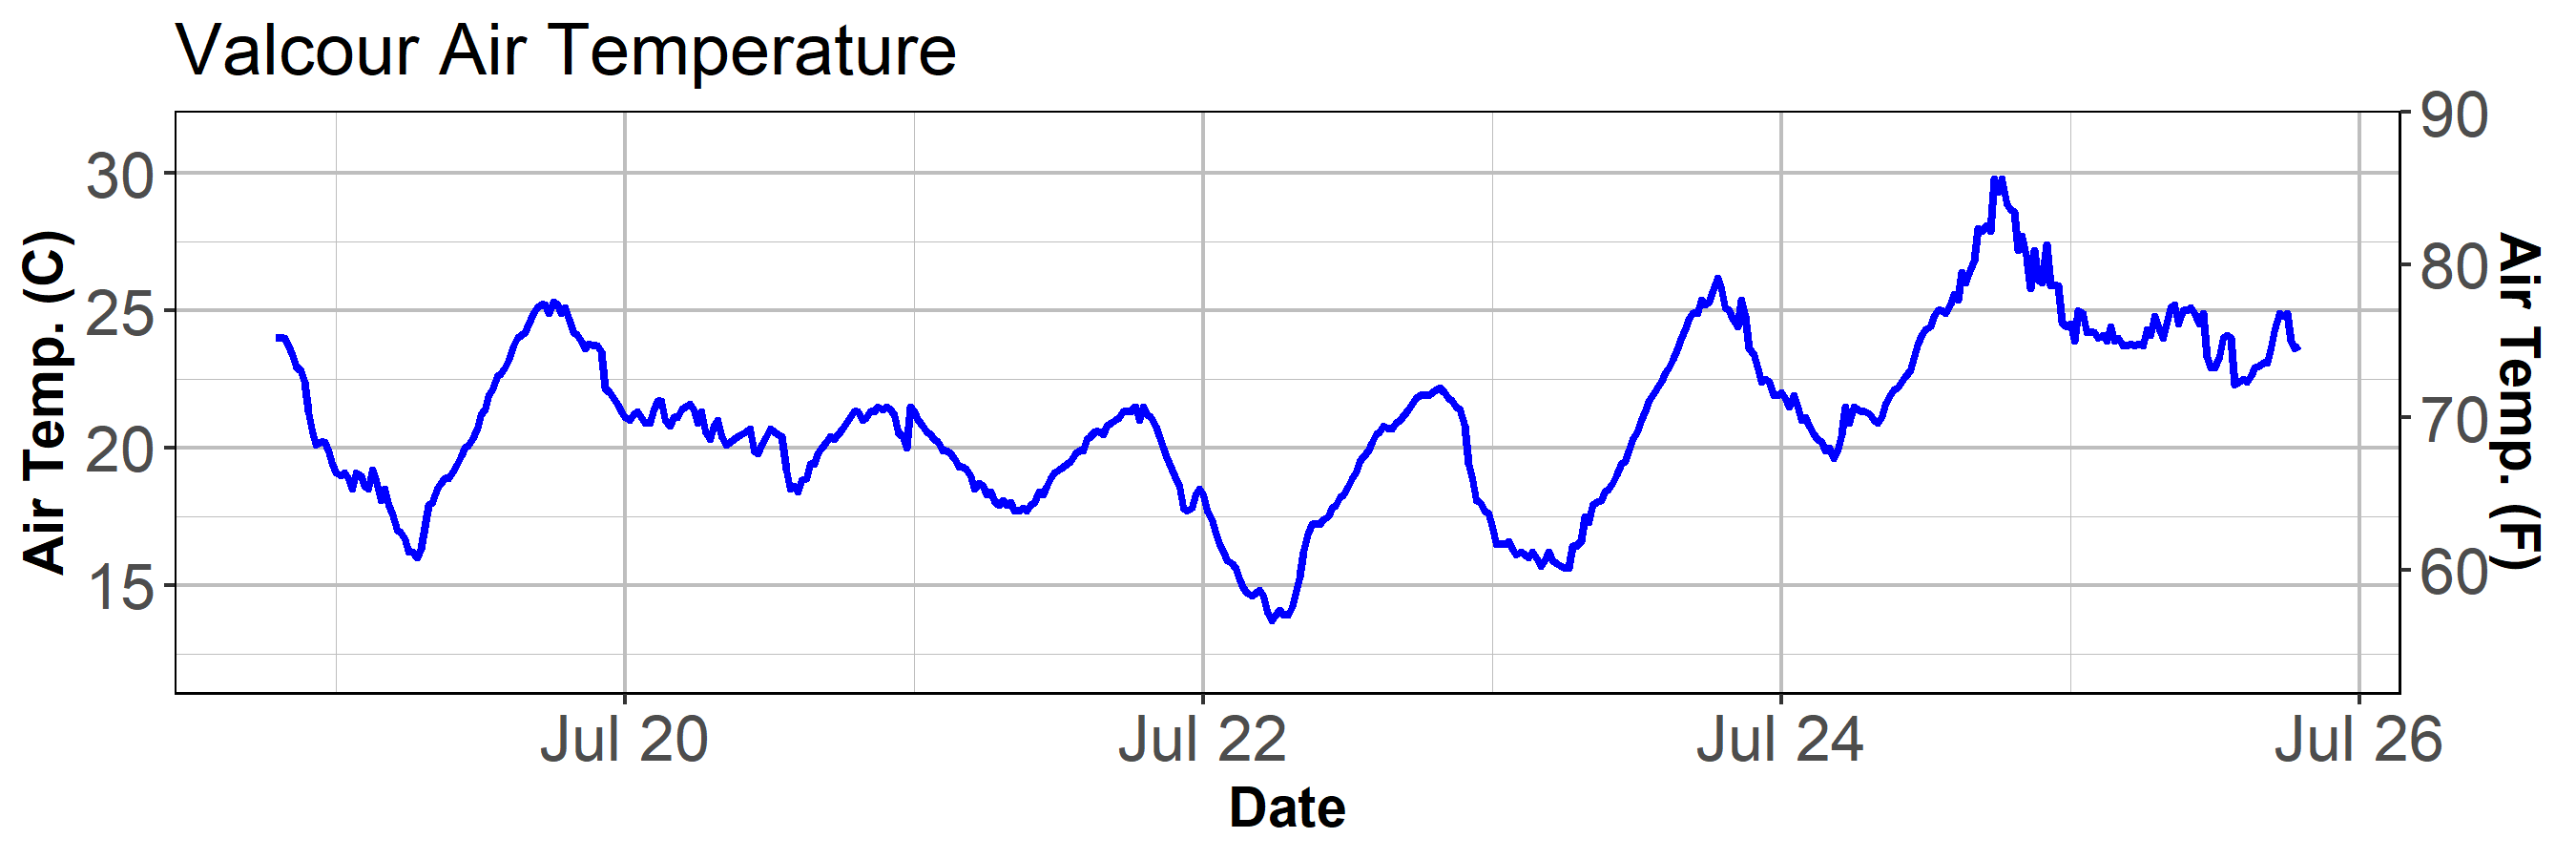 Valcour Air Temperature
Air Temp. (C)
30
25
20
15
90
80
70
60
Air Temp. (F)
Jul 20
Jul 22
Jul 24
Jul 26
Date